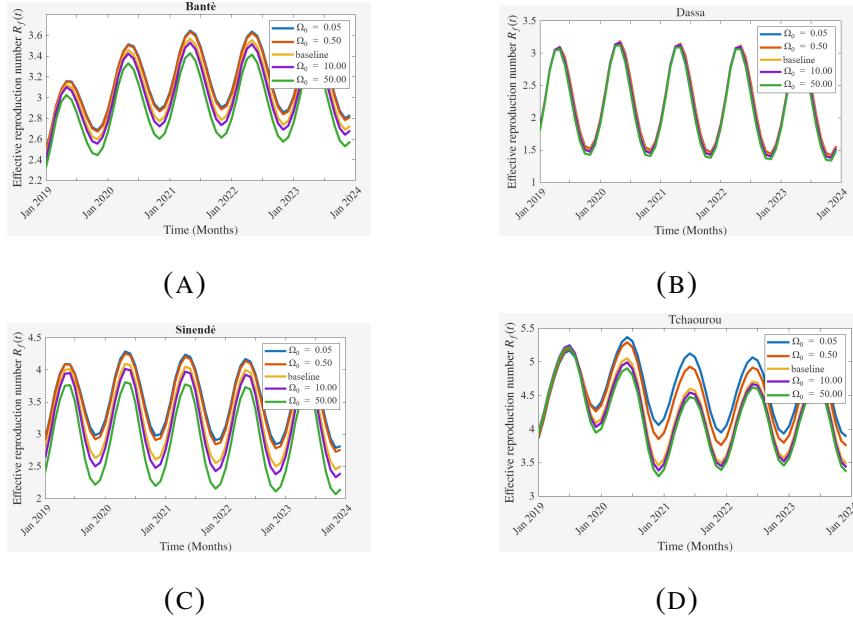 Bantè
Effective reproduction number R_f(t)
3.6
3.4
3.2
3
2.8
2.6
2.4
2.2
Ω₀ = 0.05
Ω₀ = 0.50
baseline
Ω₀ = 10.00
Ω₀ = 50.00
Jan 2019
Jan 2020
Jan 2021
Jan 2022
Jan 2023
Jan 2024
Time (Months)
(A)
Dassa
Effective reproduction number R_f(t)
3.5
3
2.5
2
1.5
1
Ω₀ = 0.05
Ω₀ = 0.50
baseline
Ω₀ = 10.00
Ω₀ = 50.00
Jan 2019
Jan 2020
Jan 2021
Jan 2022
Jan 2023
Jan 2024
Time (Months)
(B)
Sinendé
Effective reproduction number R_f(t)
4.5
4
3.5
3
2.5
2
Ω₀ = 0.05
Ω₀ = 0.50
baseline
Ω₀ = 10.00
Ω₀ = 50.00
Jan 2019
Jan 2020
Jan 2021
Jan 2022
Jan 2023
Jan 2024
Time (Months)
(C)
Tchaourou
Effective reproduction number R_f(t)
5.5
5
4.5
4
3.5
3
Ω₀ = 0.05
Ω₀ = 0.50
baseline
Ω₀ = 10.00
Ω₀ = 50.00
Jan 2019
Jan 2020
Jan 2021
Jan 2022
Jan 2023
Jan 2024
Time (Months)
(D)